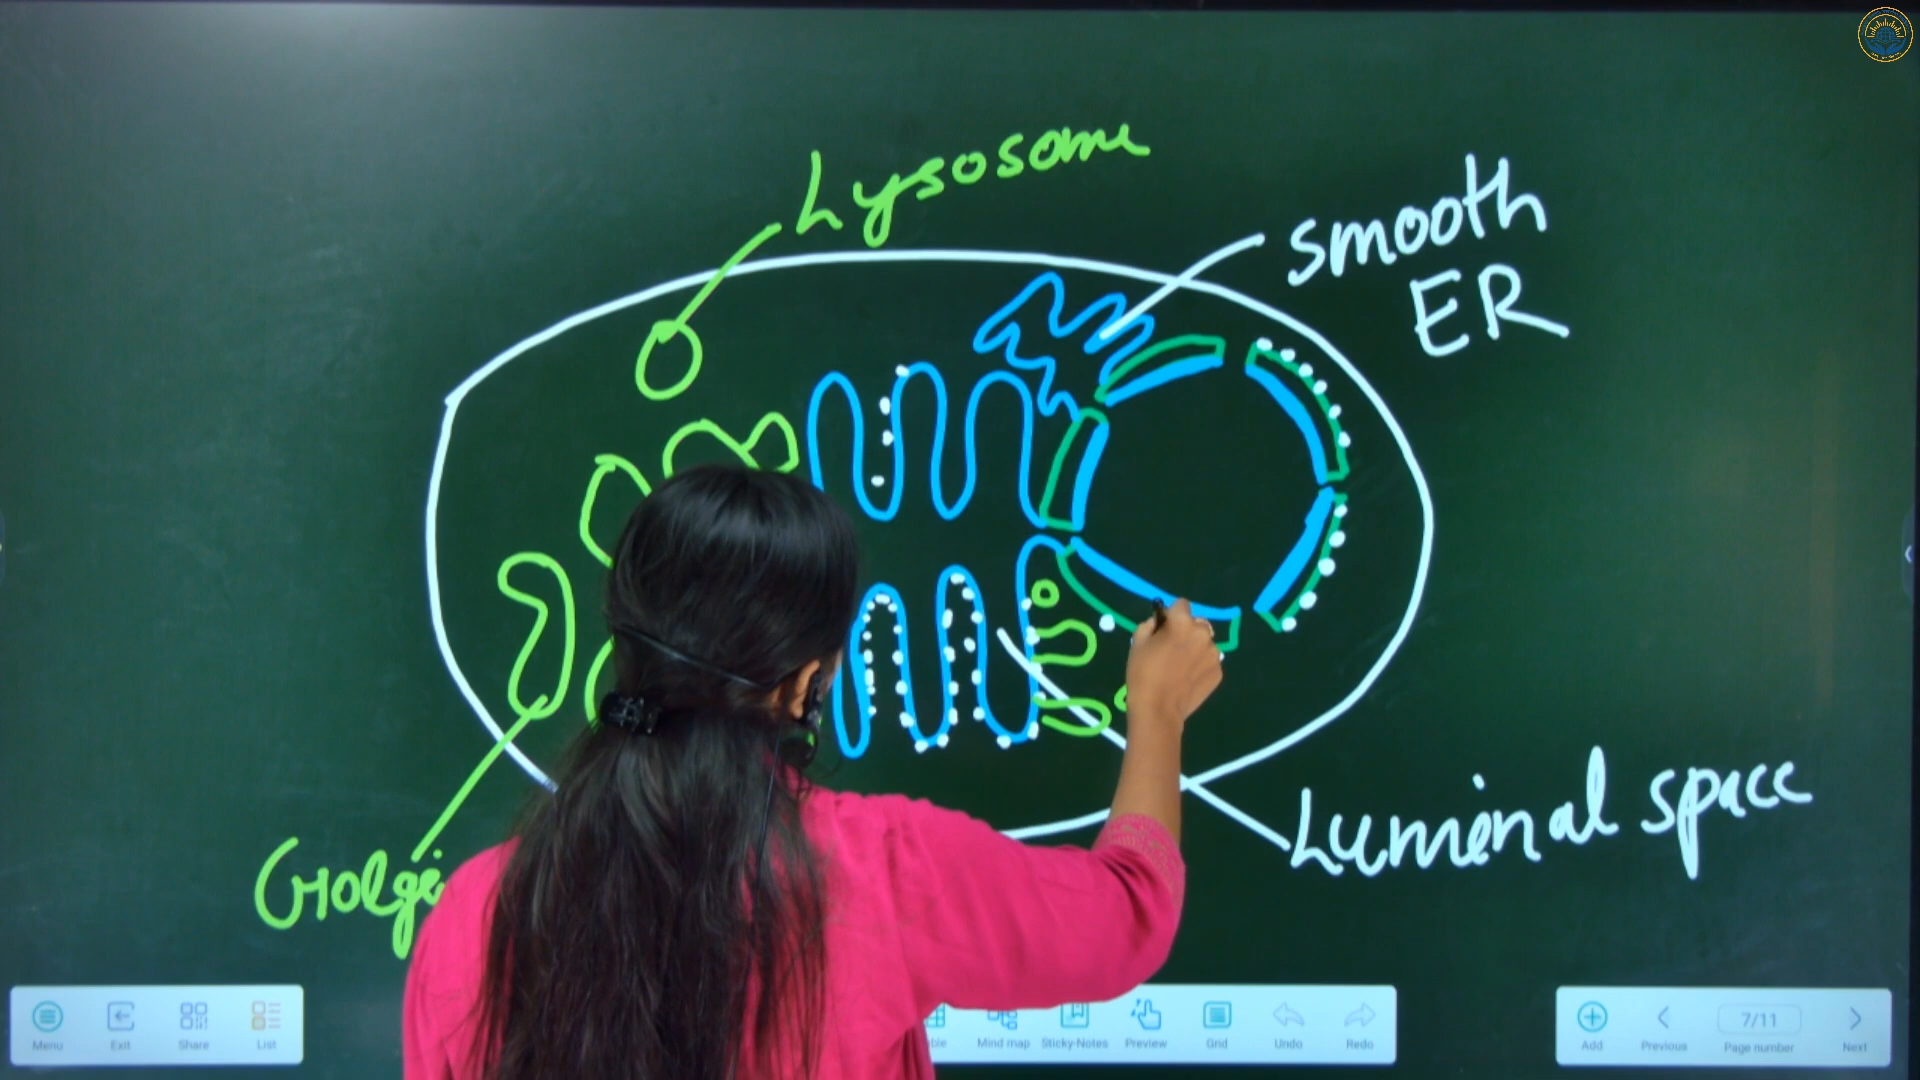 Lysosome
smooth
ER
Luminal space
Golgi
Menu
Exit
Share
List
Mind map
Sticky-Notes
Preview
Grid
Undo
Redo
Add
Previous
7/11
Page number
Next